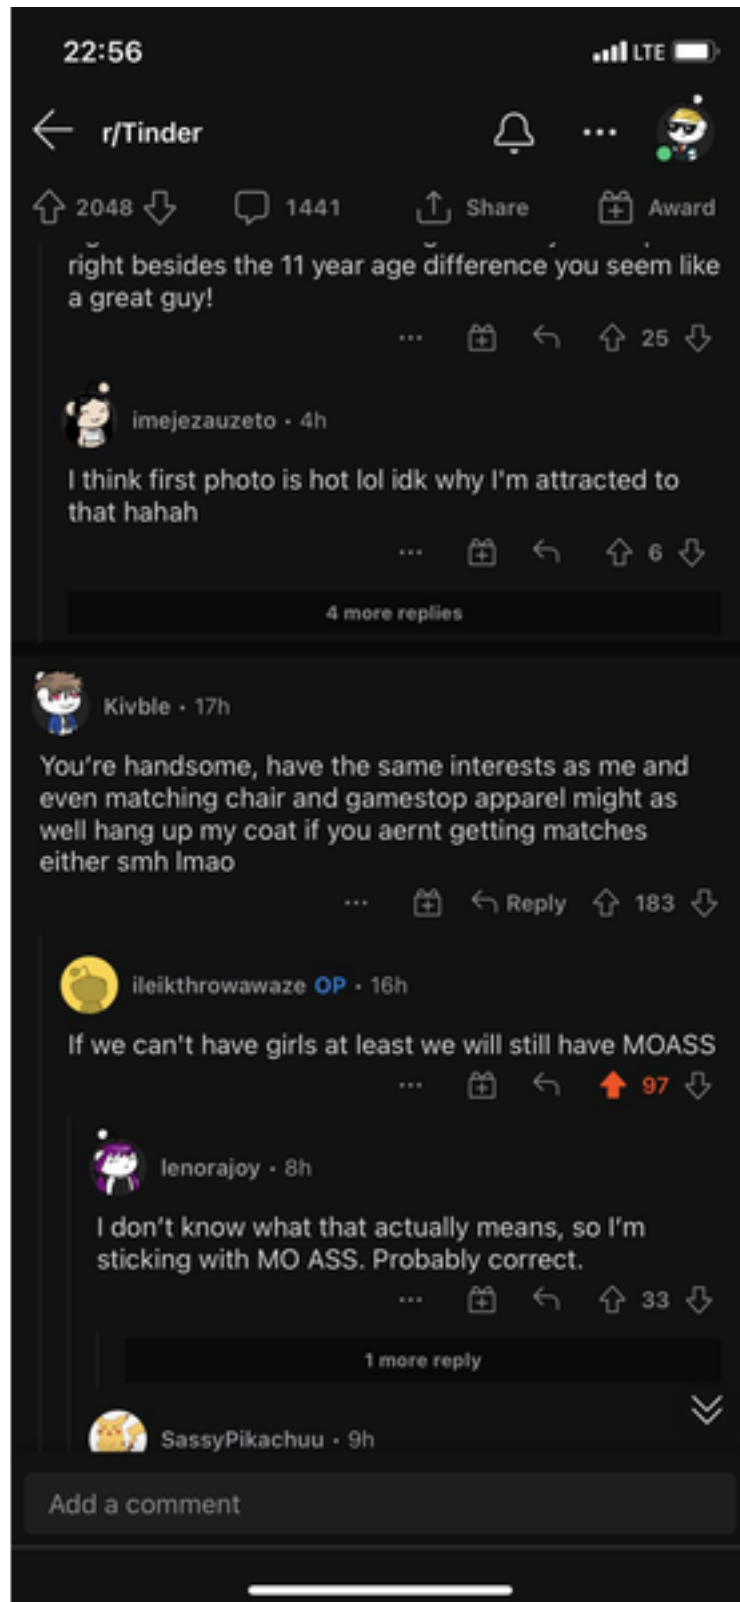 22:56
LTE
r/Tinder
2048
1441
Share
Award
right besides the 11 year age difference you seem like
a great guy!
25
imejezauzeto • 4h
I think first photo is hot lol idk why I'm attracted to
that hahah
6
4 more replies
Kivble • 17h
You're handsome, have the same interests as me and
even matching chair and gamestop apparel might as
well hang up my coat if you aernt getting matches
either smh lmao
Reply
183
ileikthrowawaze OP • 16h
If we can't have girls at least we will still have MOASS
97
lenorajoy • 8h
I don't know what that actually means, so I'm
sticking with MO ASS. Probably correct.
33
1 more reply
SassyPikachuu • 9h
Add a comment